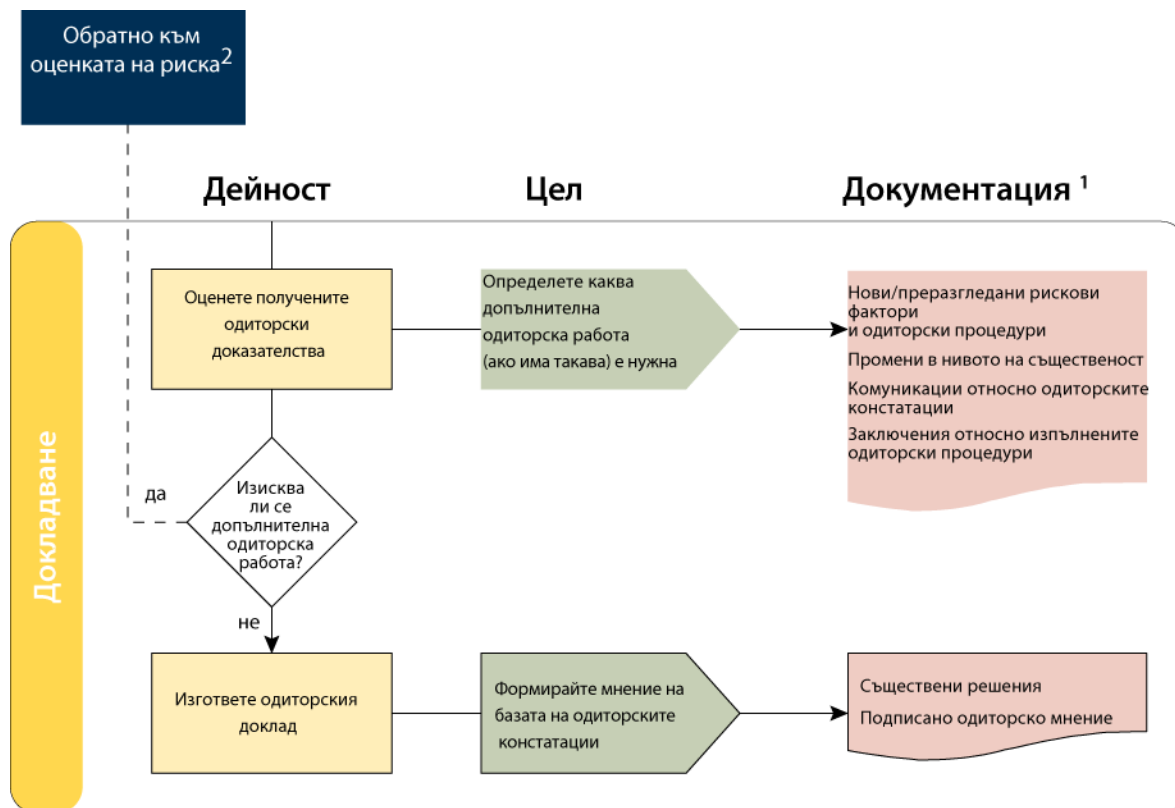 Обратно към
оценката на риска2
Дейност
Цел
Документация 1
Докладване
Оценете получените
одиторски
доказателства
Определете каква
допълнителна
одиторска работа
(ако има такава) е нужна
Нови/преразгледани рискови
фактори
и одиторски процедури
Промени в нивото на същественост
Комуникации относно одиторските
констатации
Заключения относно изпълнените
одиторски процедури
да
Изисква
ли се
допълнителна
одиторска
работа?
не
Изгответе одиторския
доклад
Формирайте мнение на
базата на одиторските
констатации
Съществени решения
Подписано одиторско мнение